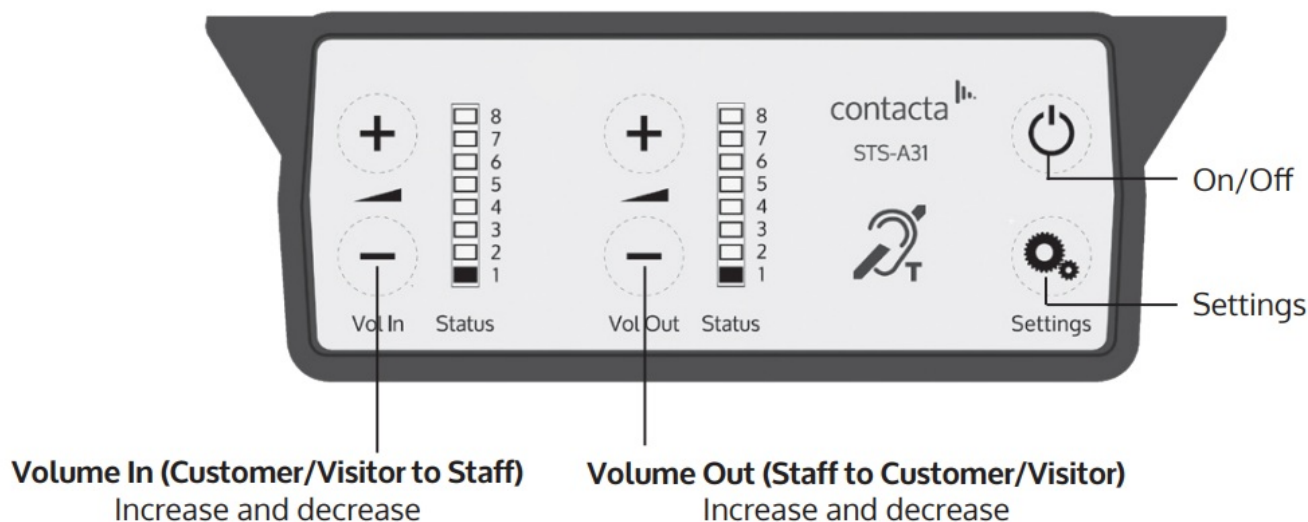 8
7
6
5
4
3
2
1
Vol In
Status
8
7
6
5
4
3
2
1
Vol Out
Status
contacta
STS-A31
T
Settings
On/Off
Settings
Volume In (Customer/Visitor to Staff)
Increase and decrease
Volume Out (Staff to Customer/Visitor)
Increase and decrease